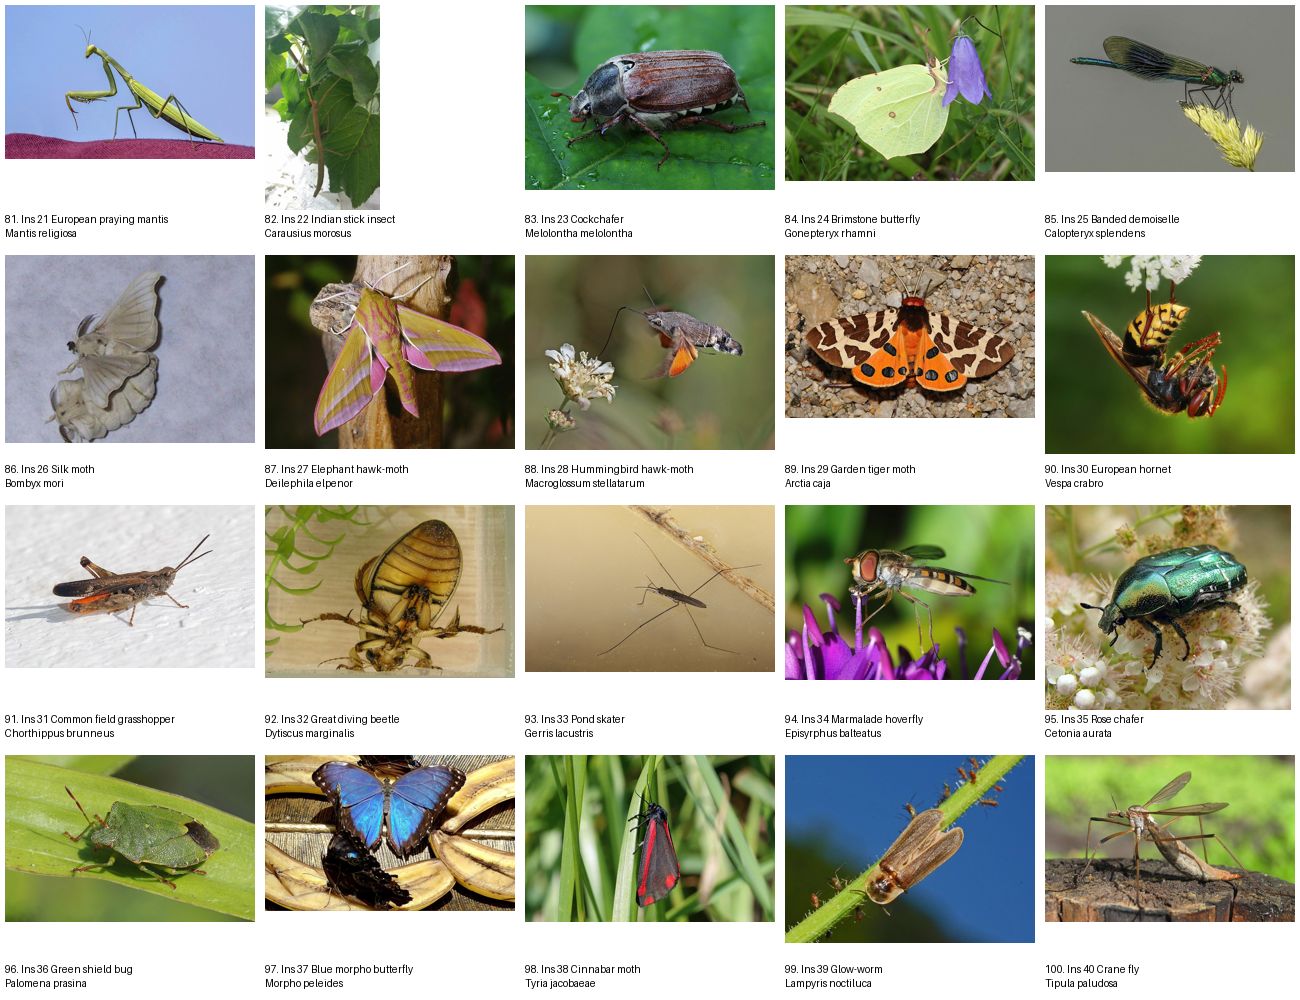 81. Ins 21 European praying mantis
Mantis religiosa
82. Ins 22 Indian stick insect
Carausius morosus
83. Ins 23 Cockchafer
Melolontha melolontha
84. Ins 24 Brimstone butterfly
Gonepteryx rhamni
85. Ins 25 Banded demoiselle
Calopteryx splendens
86. Ins 26 Silk moth
Bombyx mori
87. Ins 27 Elephant hawk-moth
Deilephila elpenor
88. Ins 28 Hummingbird hawk-moth
Macroglossum stellatarum
89. Ins 29 Garden tiger moth
Arctia caja
90. Ins 30 European hornet
Vespa crabro
91. Ins 31 Common field grasshopper
Chorthippus brunneus
92. Ins 32 Great diving beetle
Dytiscus marginalis
93. Ins 33 Pond skater
Gerris lacustris
94. Ins 34 Marmalade hoverfly
Episyrphus balteatus
95. Ins 35 Rose chafer
Cetonia aurata
96. Ins 36 Green shield bug
Palomena prasina
97. Ins 37 Blue morpho butterfly
Morpho peleides
98. Ins 38 Cinnabar moth
Tyria jacobaeae
99. Ins 39 Glow-worm
Lampyris noctiluca
100. Ins 40 Crane fly
Tipula paludosa